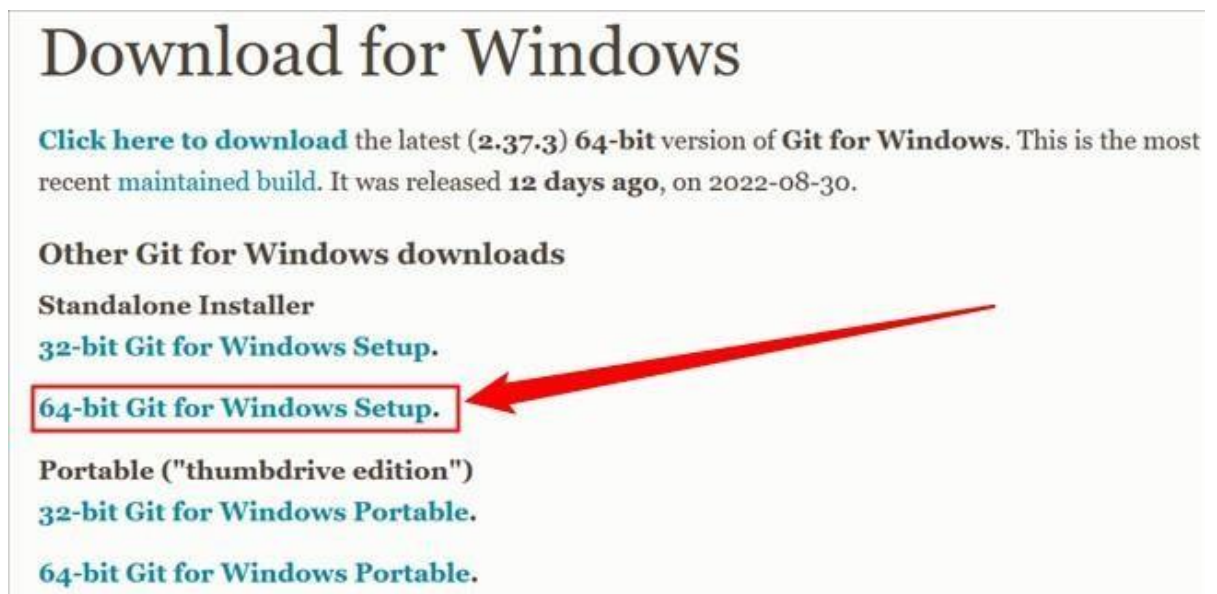 Download for Windows
Click here to download the latest (2.37.3) 64-bit version of Git for Windows. This is the most
recent maintained build. It was released 12 days ago, on 2022-08-30.
Other Git for Windows downloads
Standalone Installer
32-bit Git for Windows Setup.
64-bit Git for Windows Setup.
Portable ("thumbdrive edition")
32-bit Git for Windows Portable.
64-bit Git for Windows Portable.